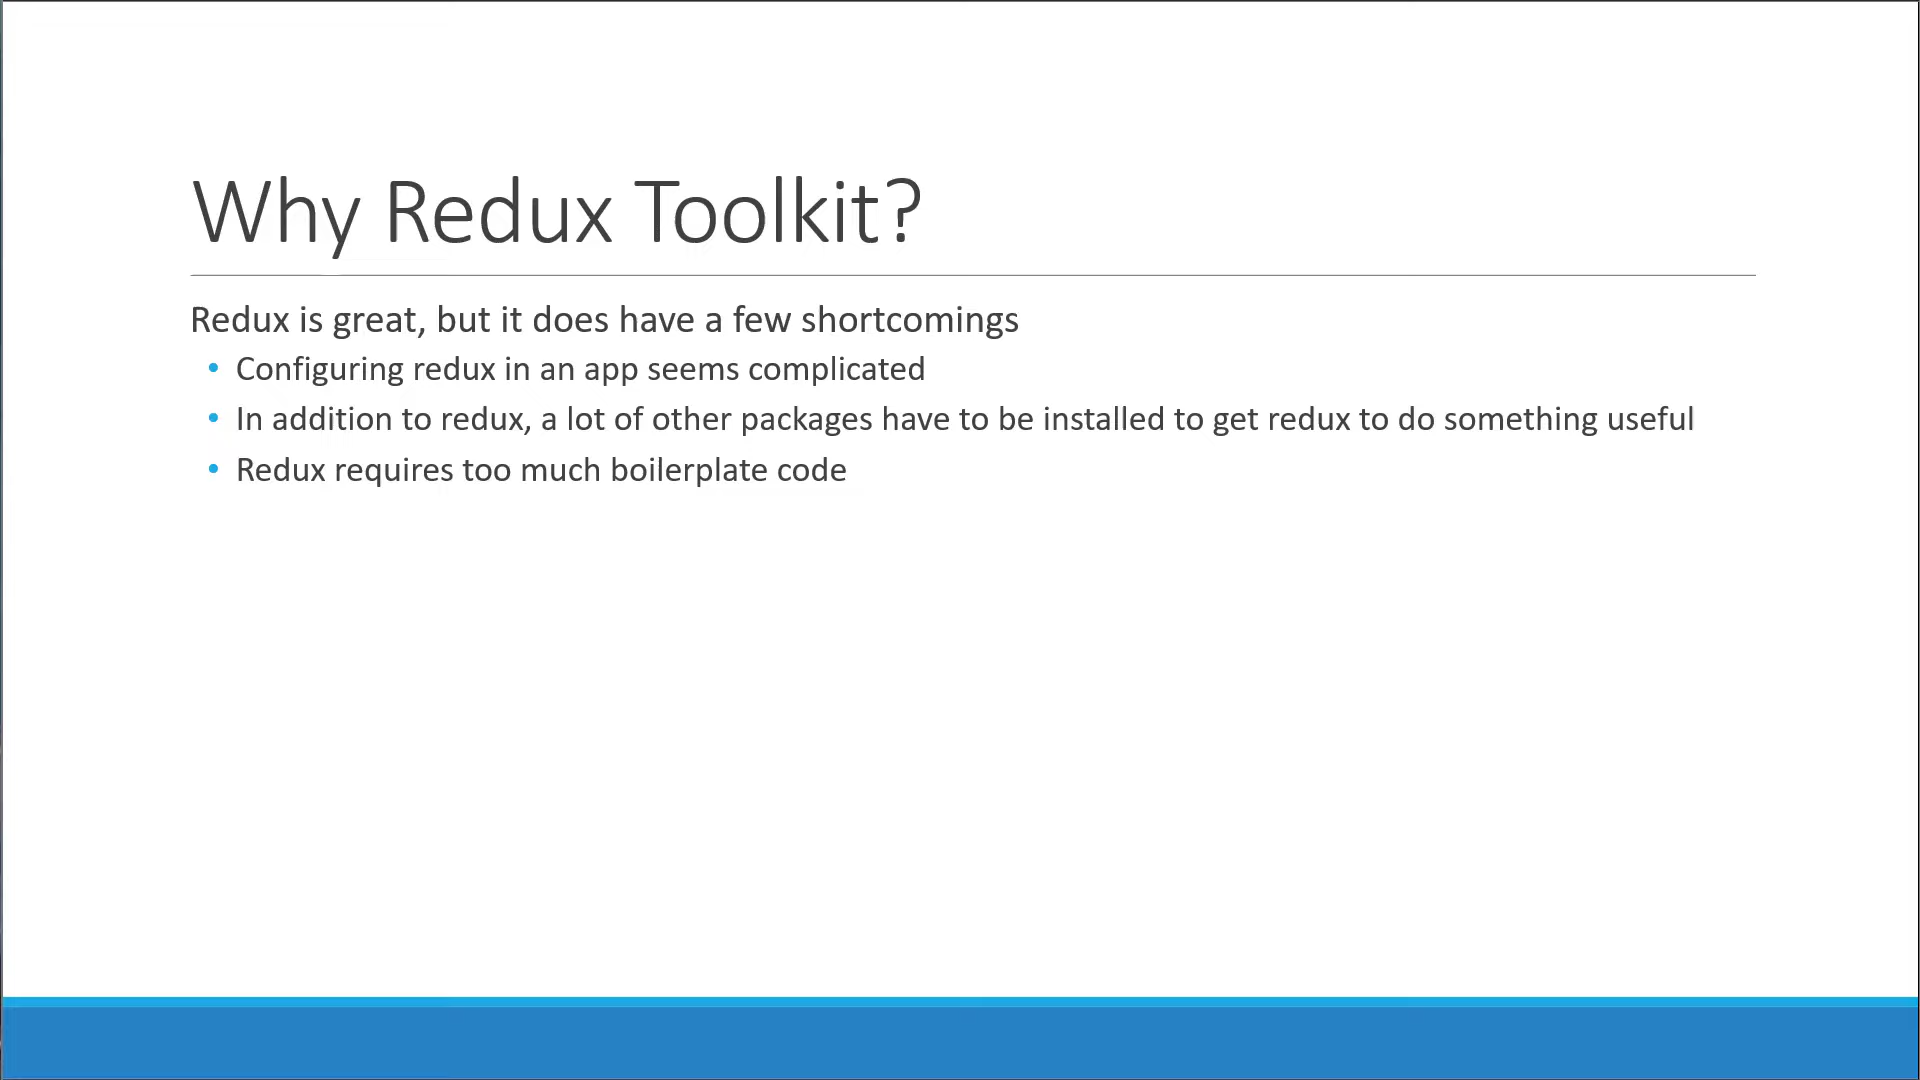 Why Redux Toolkit?
Redux is great, but it does have a few shortcomings
• Configuring redux in an app seems complicated
• In addition to redux, a lot of other packages have to be installed to get redux to do something useful
• Redux requires too much boilerplate code